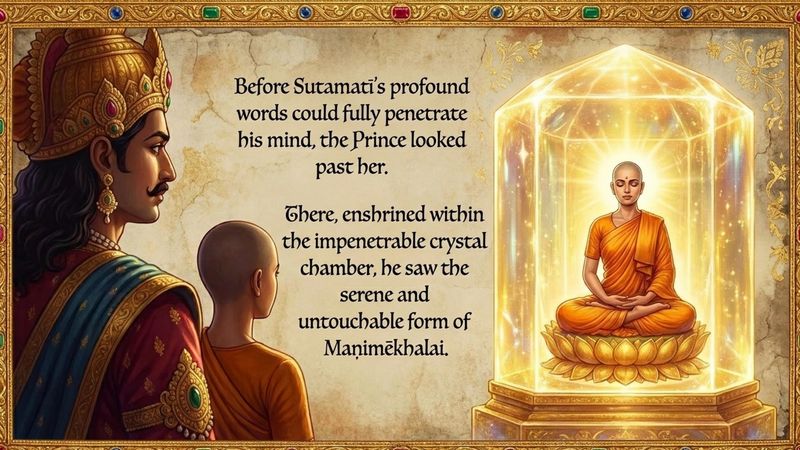 Before Sutamatī's profound
words could fully penetrate
his mind, the Prince looked
past her.
There, enshrined within
the impenetrable crystal
chamber, he saw the
serene and
untouchable form of
Maṇimēkhalai.